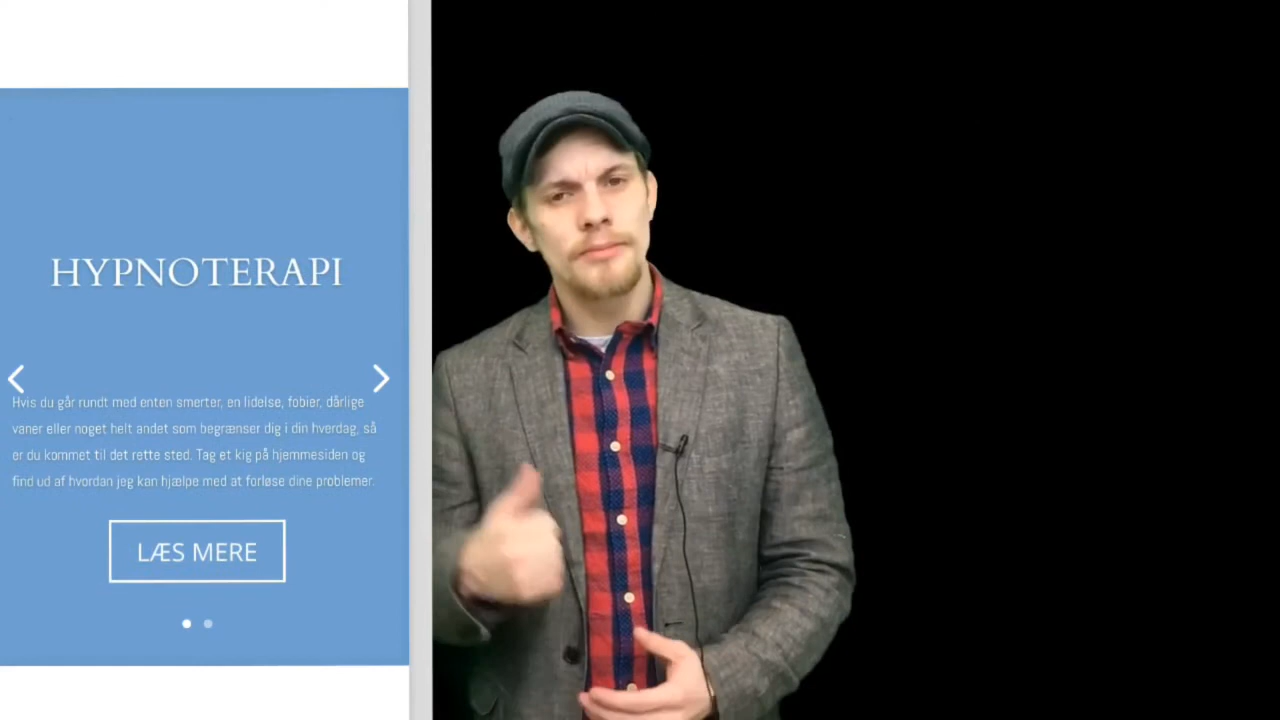 HYPNOTERAPI
Hvis du går rundt med enten smerter, en lidelse, fobier, dårlige
vaner eller noget helt andet som begrænser dig i din hverdag, så
er du kommet til det rette sted. Tag et kig på hjemmesiden og
find ud af hvordan jeg kan hjælpe med at forløse dine problemer.
LÆS MERE